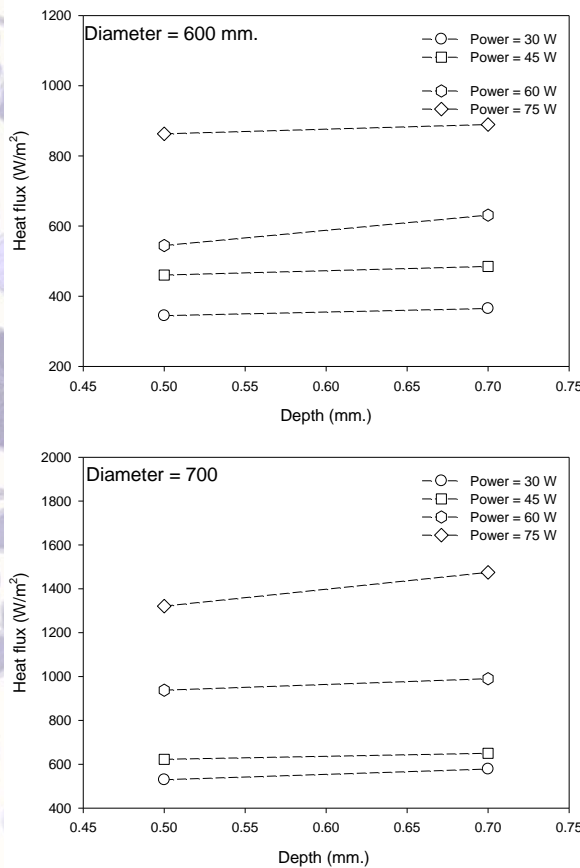 1200
Diameter = 600 mm.
Power = 30 W
Power = 45 W
Power = 60 W
Power = 75 W
1000
800
600
400
200
Heat flux (W/m²)
0.45 0.50 0.55 0.60 0.65 0.70 0.75
Depth (mm.)
2000
Diameter = 700
Power = 30 W
Power = 45 W
Power = 60 W
Power = 75 W
1800
1600
1400
1200
1000
800
600
400
Heat flux (W/m²)
0.45 0.50 0.55 0.60 0.65 0.70 0.75
Depth (mm.)